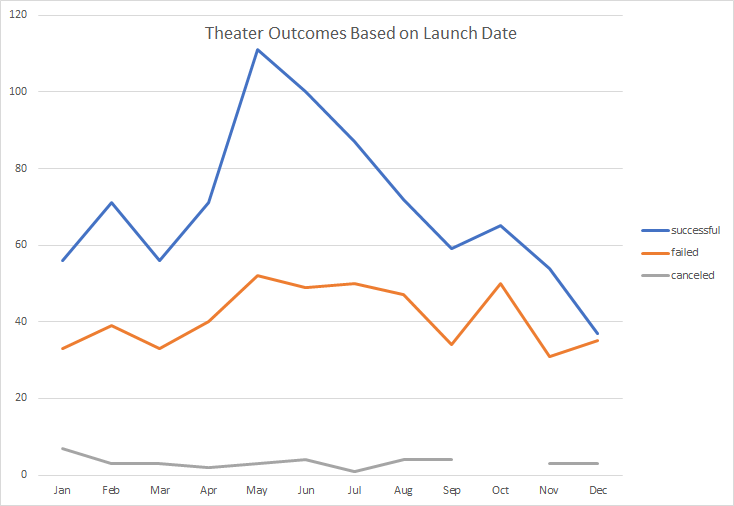 Theater Outcomes Based on Launch Date
120
100
80
60
40
20
0
Jan Feb Mar Apr May Jun Jul Aug Sep Oct Nov Dec
successful
failed
canceled